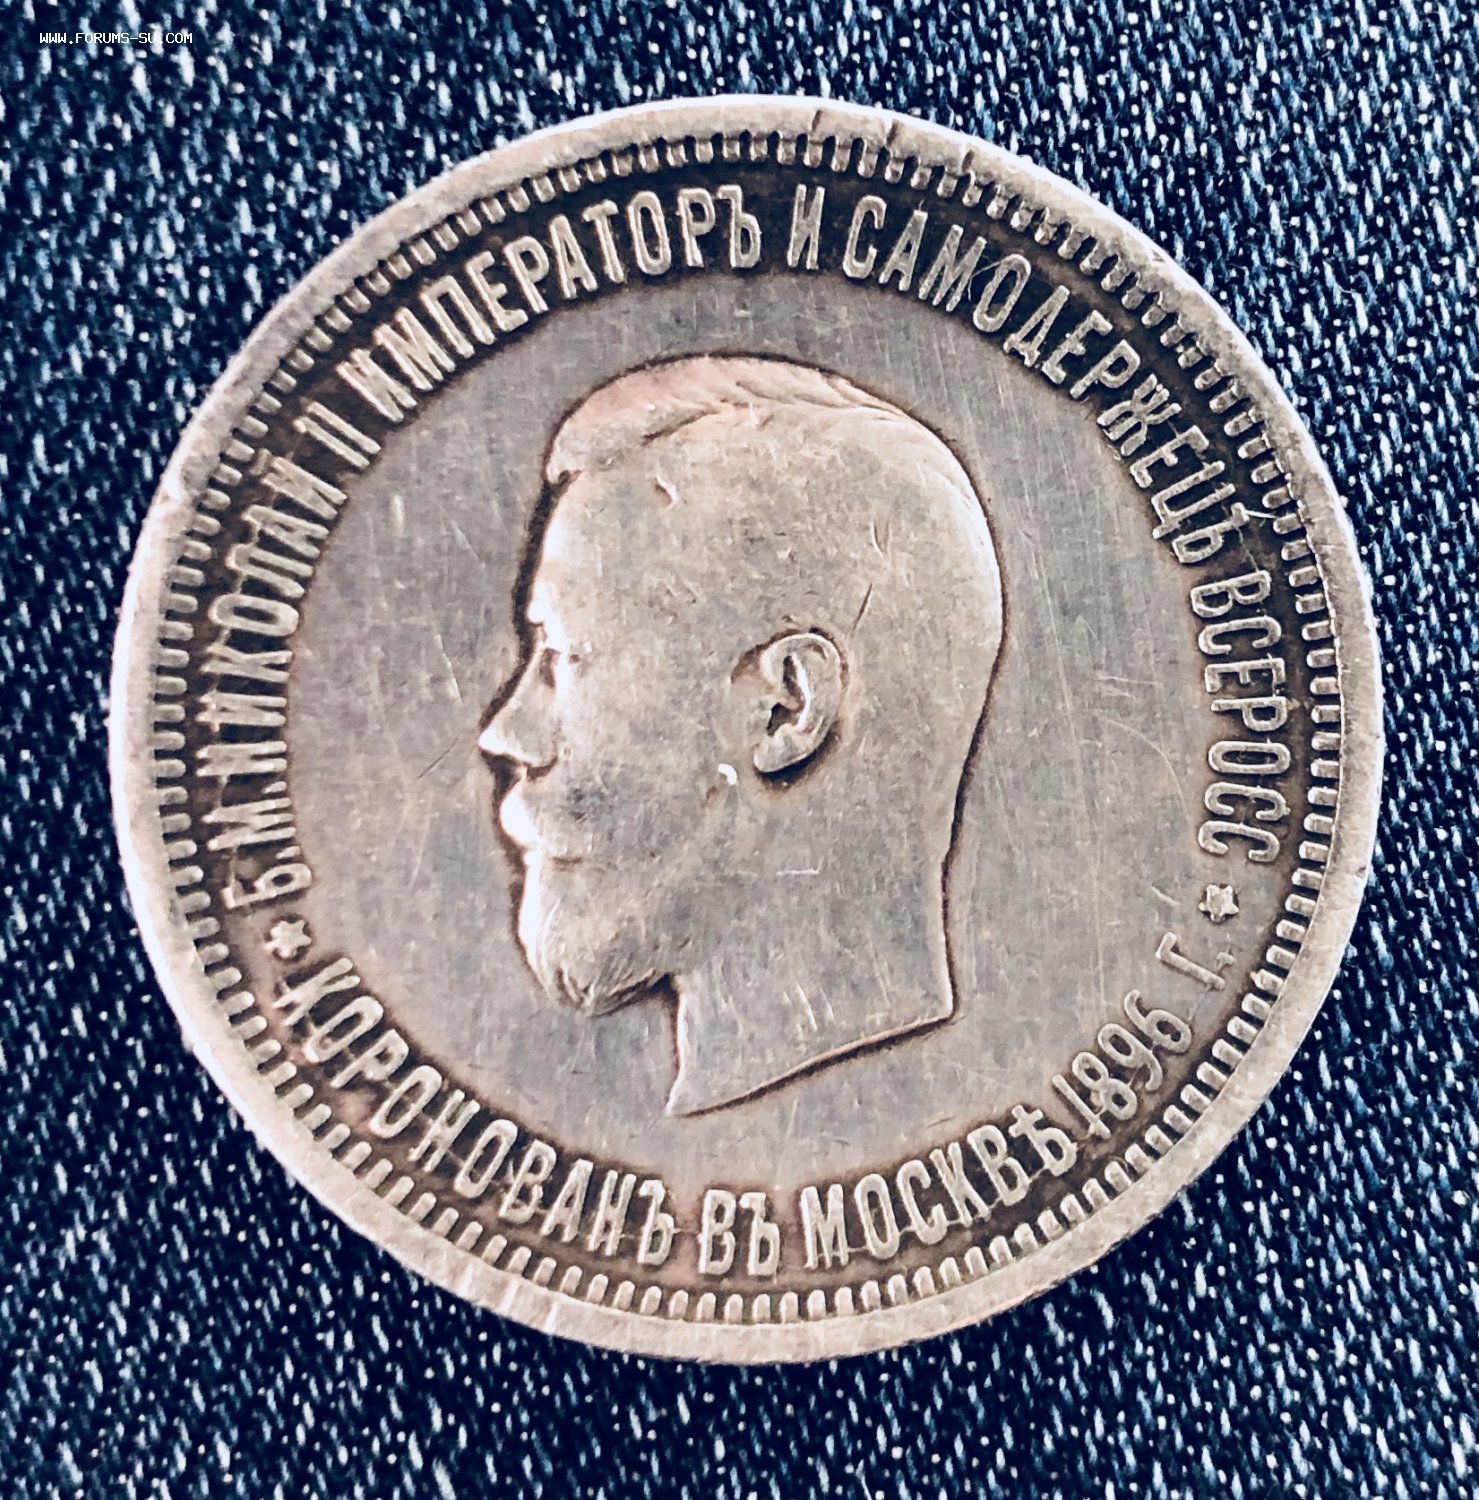 WWW.FORUMS-SU.COM
Б.М.НИКОЛАЙ II ИМПЕРАТОРЪ И САМОДЕРЖЕЦЪ ВСЕРОСС
КОРОНОВАНЪ ВЪ МОСКВѢ 1896 Г.